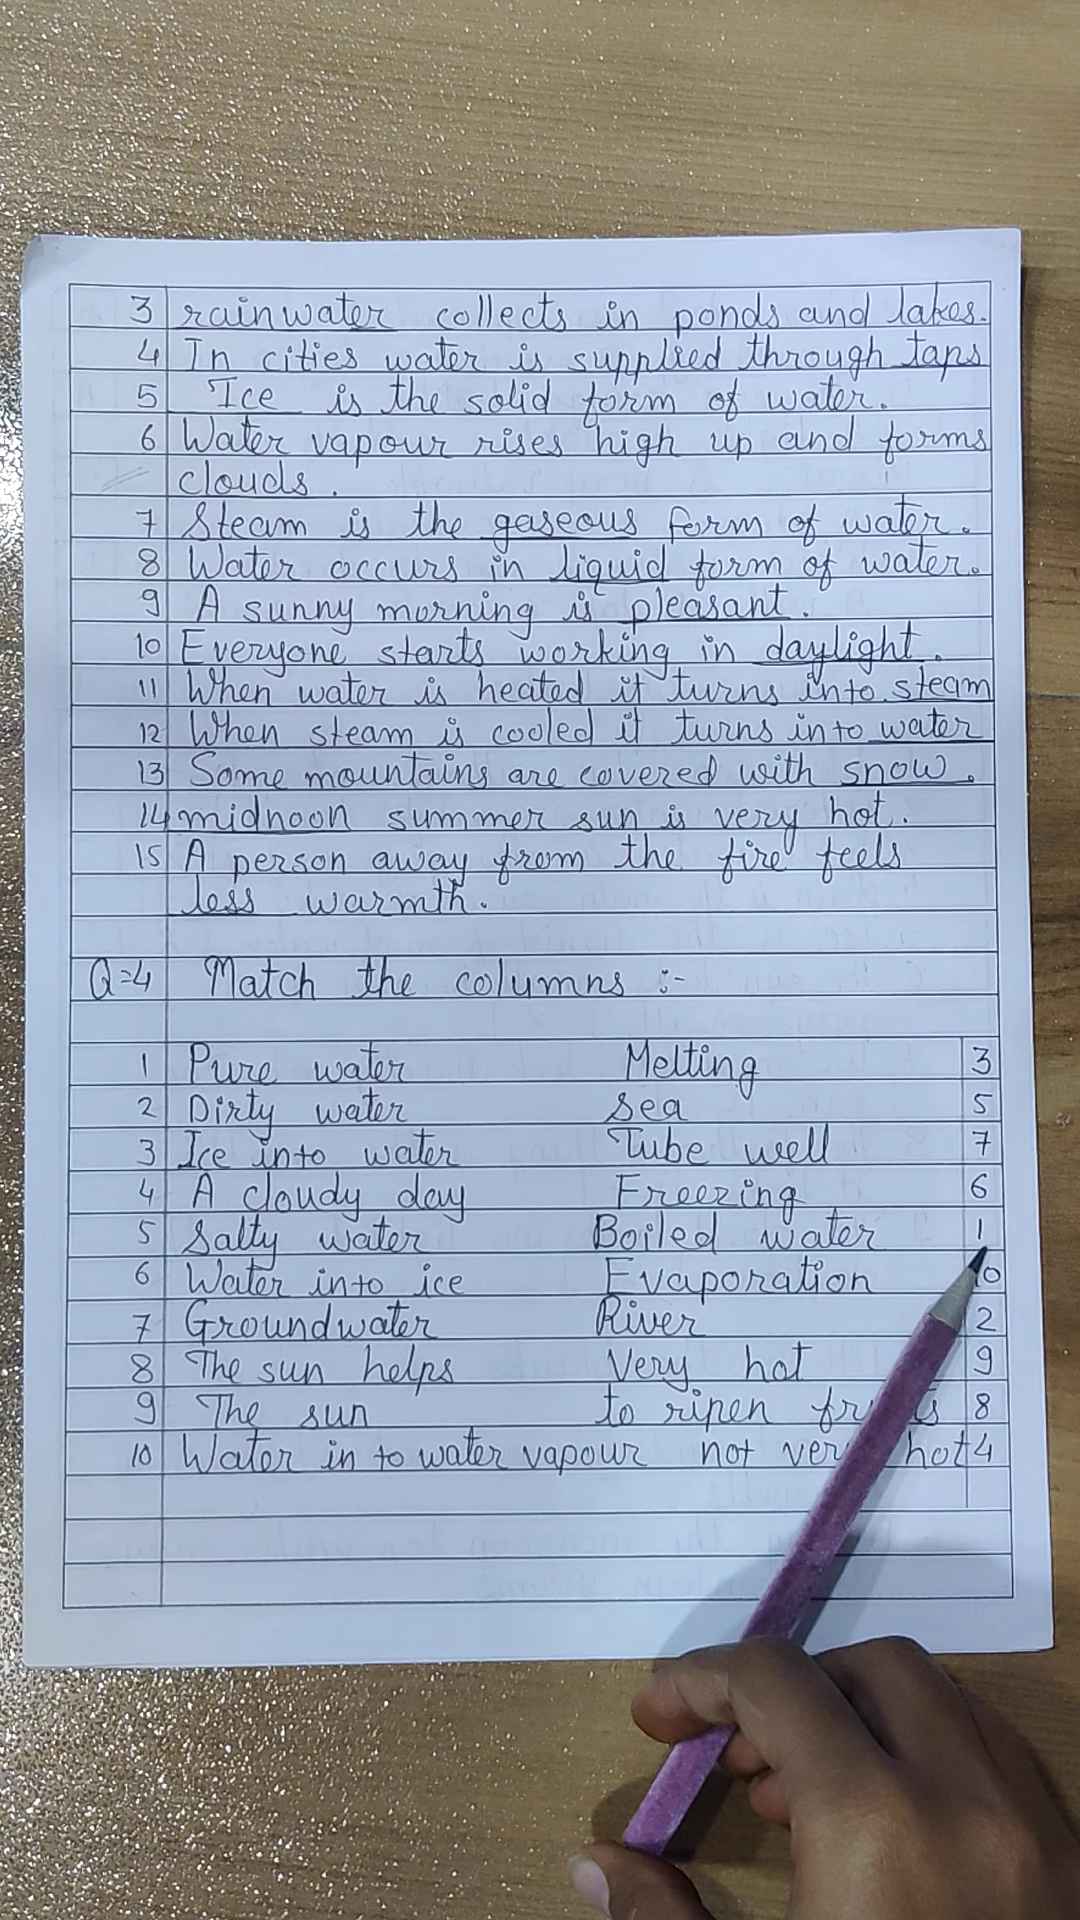 3 rainwater collects in ponds and lakes.
4 In cities water is supplied through taps
5 Ice is the solid form of water.
6 Water vapour rises high up and forms
clouds.
7 Steam is the gaseous form of water.
8 Water occurs in liquid form of water.
9 A sunny morning is pleasant.
10 Everyone starts working in daylight.
11 When water is heated it turns into steam
12 When steam is cooled it turns into water
13 Some mountains are covered with snow.
14 midnoon summer sun is very hot.
15 A person away from the fire feels
less warmth.
Q=4 Match the columns :-
1 Pure water Melting 3
2 Dirty water Sea 5
3 Ice into water Tube well 7
4 A cloudy day Freezing 6
5 Salty water Boiled water 1
6 Water into ice Evaporation 10
7 Groundwater River 2
8 The sun helps Very hot 9
9 The sun to ripen fruits 8
10 Water in to water vapour not very hot 4